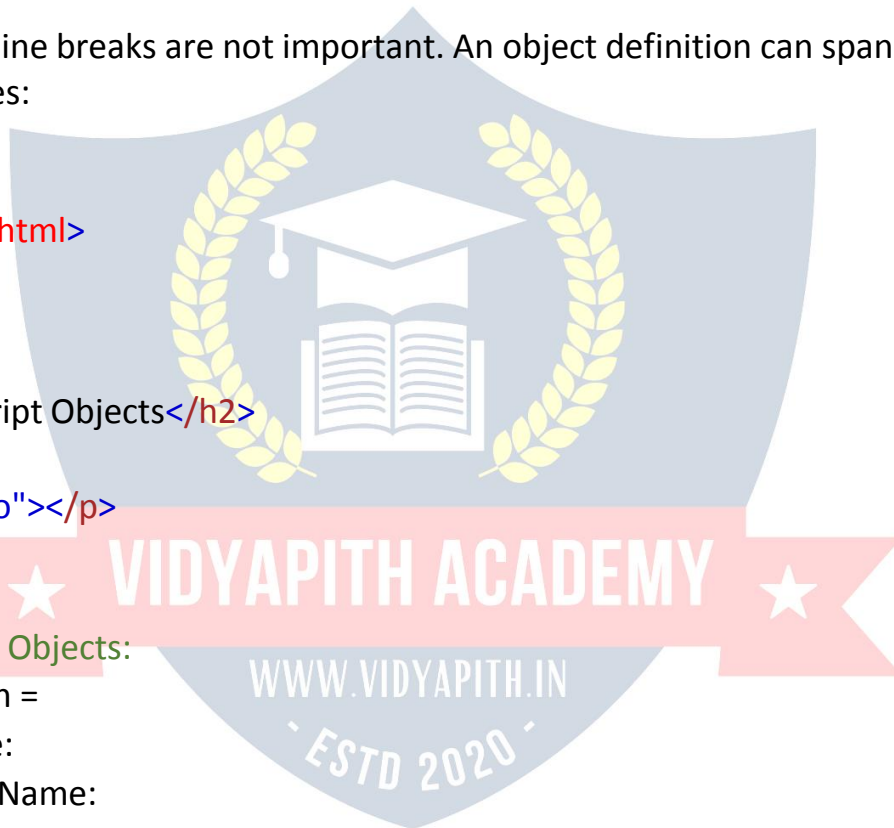 ine breaks are not important. An object definition can span
es:
html>
ript Objects</h2>
o"></p>
VIDYAPITH ACADEMY
Objects:
WWW.VIDYAPITH.IN
n =
e:
ESTD 2020
Name: